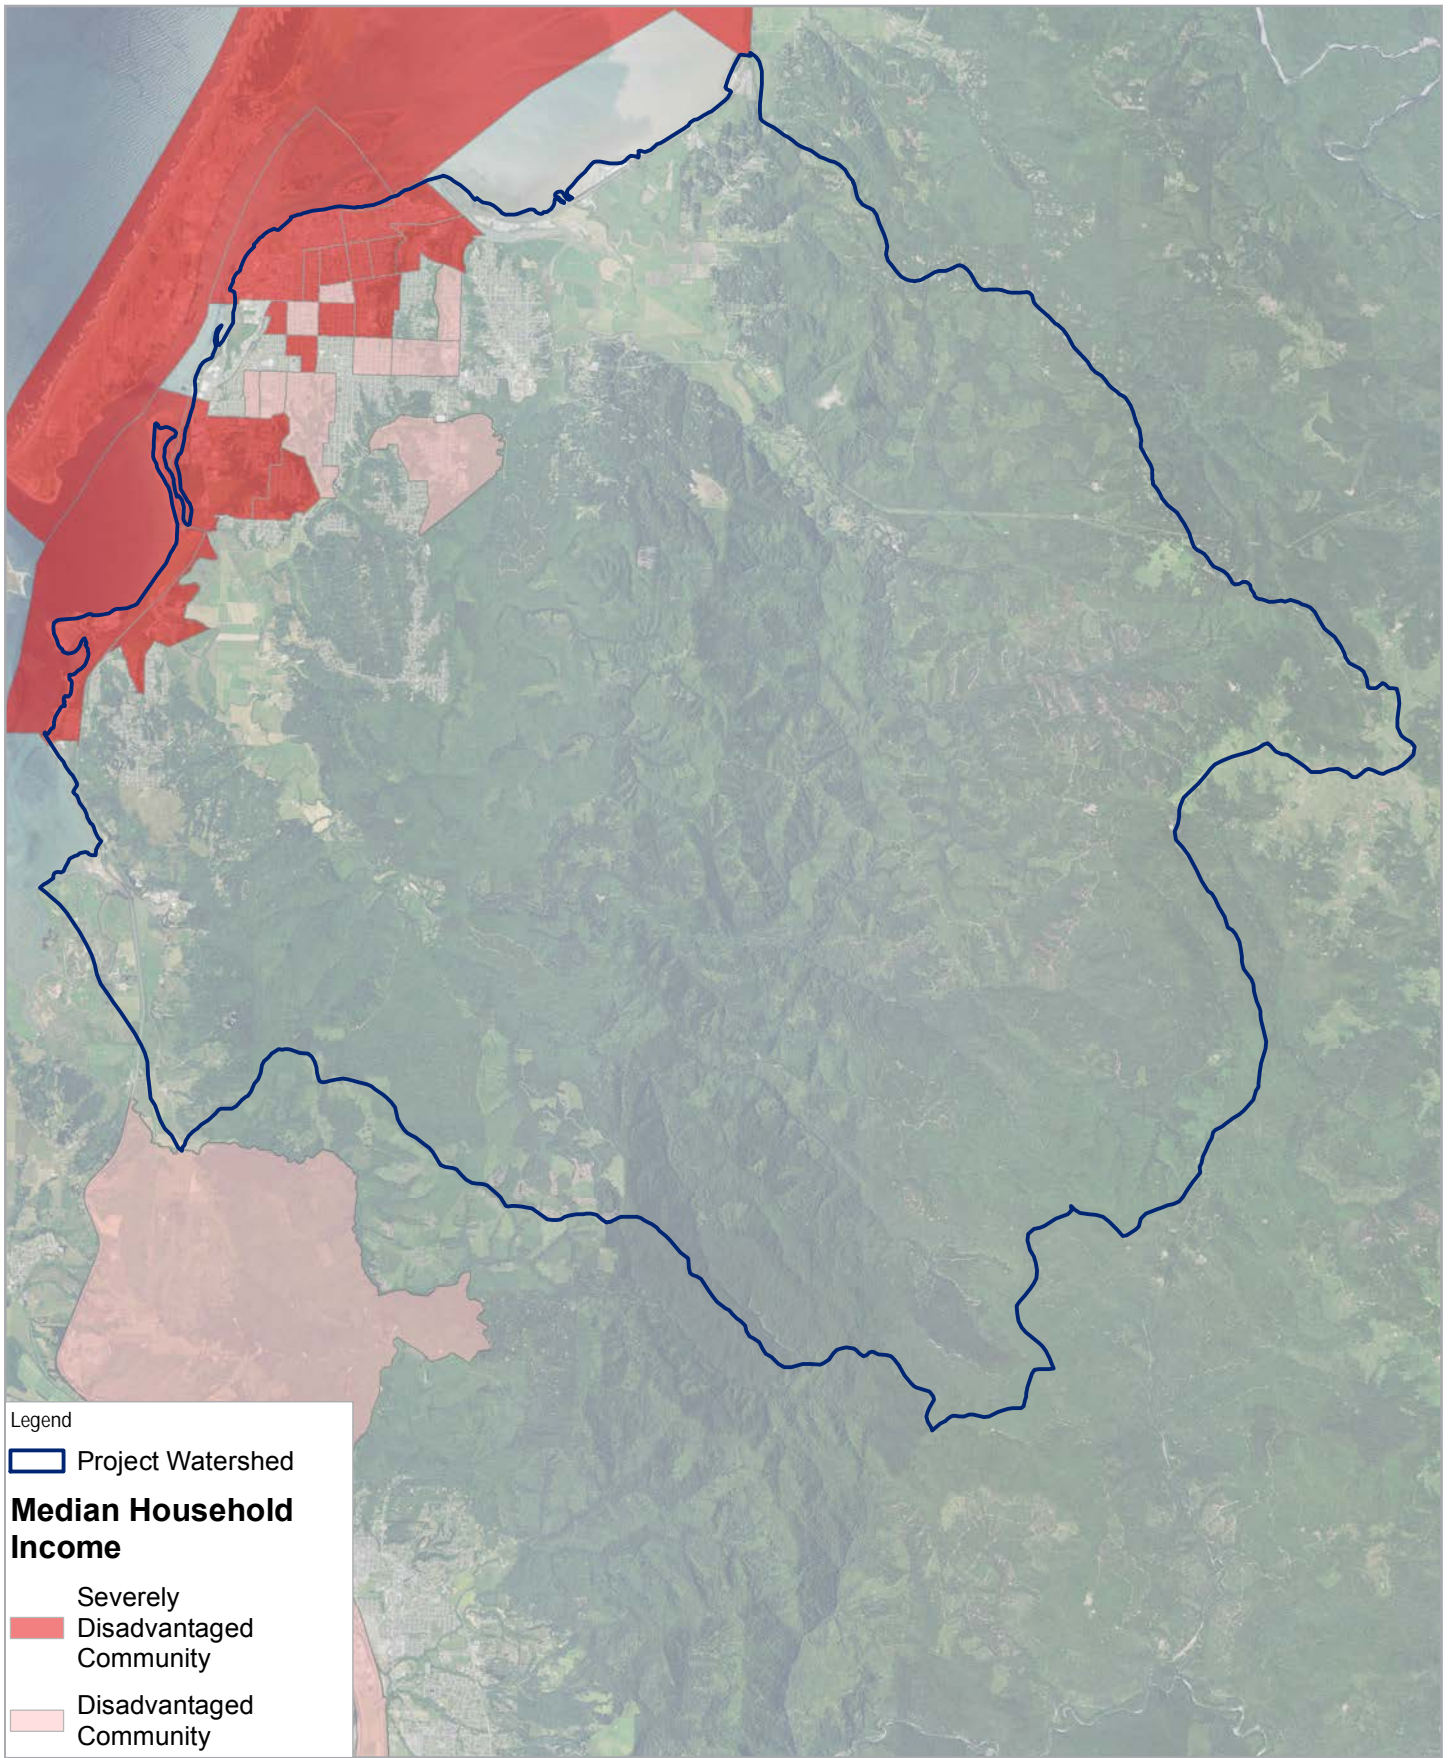 Legend
Project Watershed
Median Household
Income
Severely
Disadvantaged
Community
Disadvantaged
Community